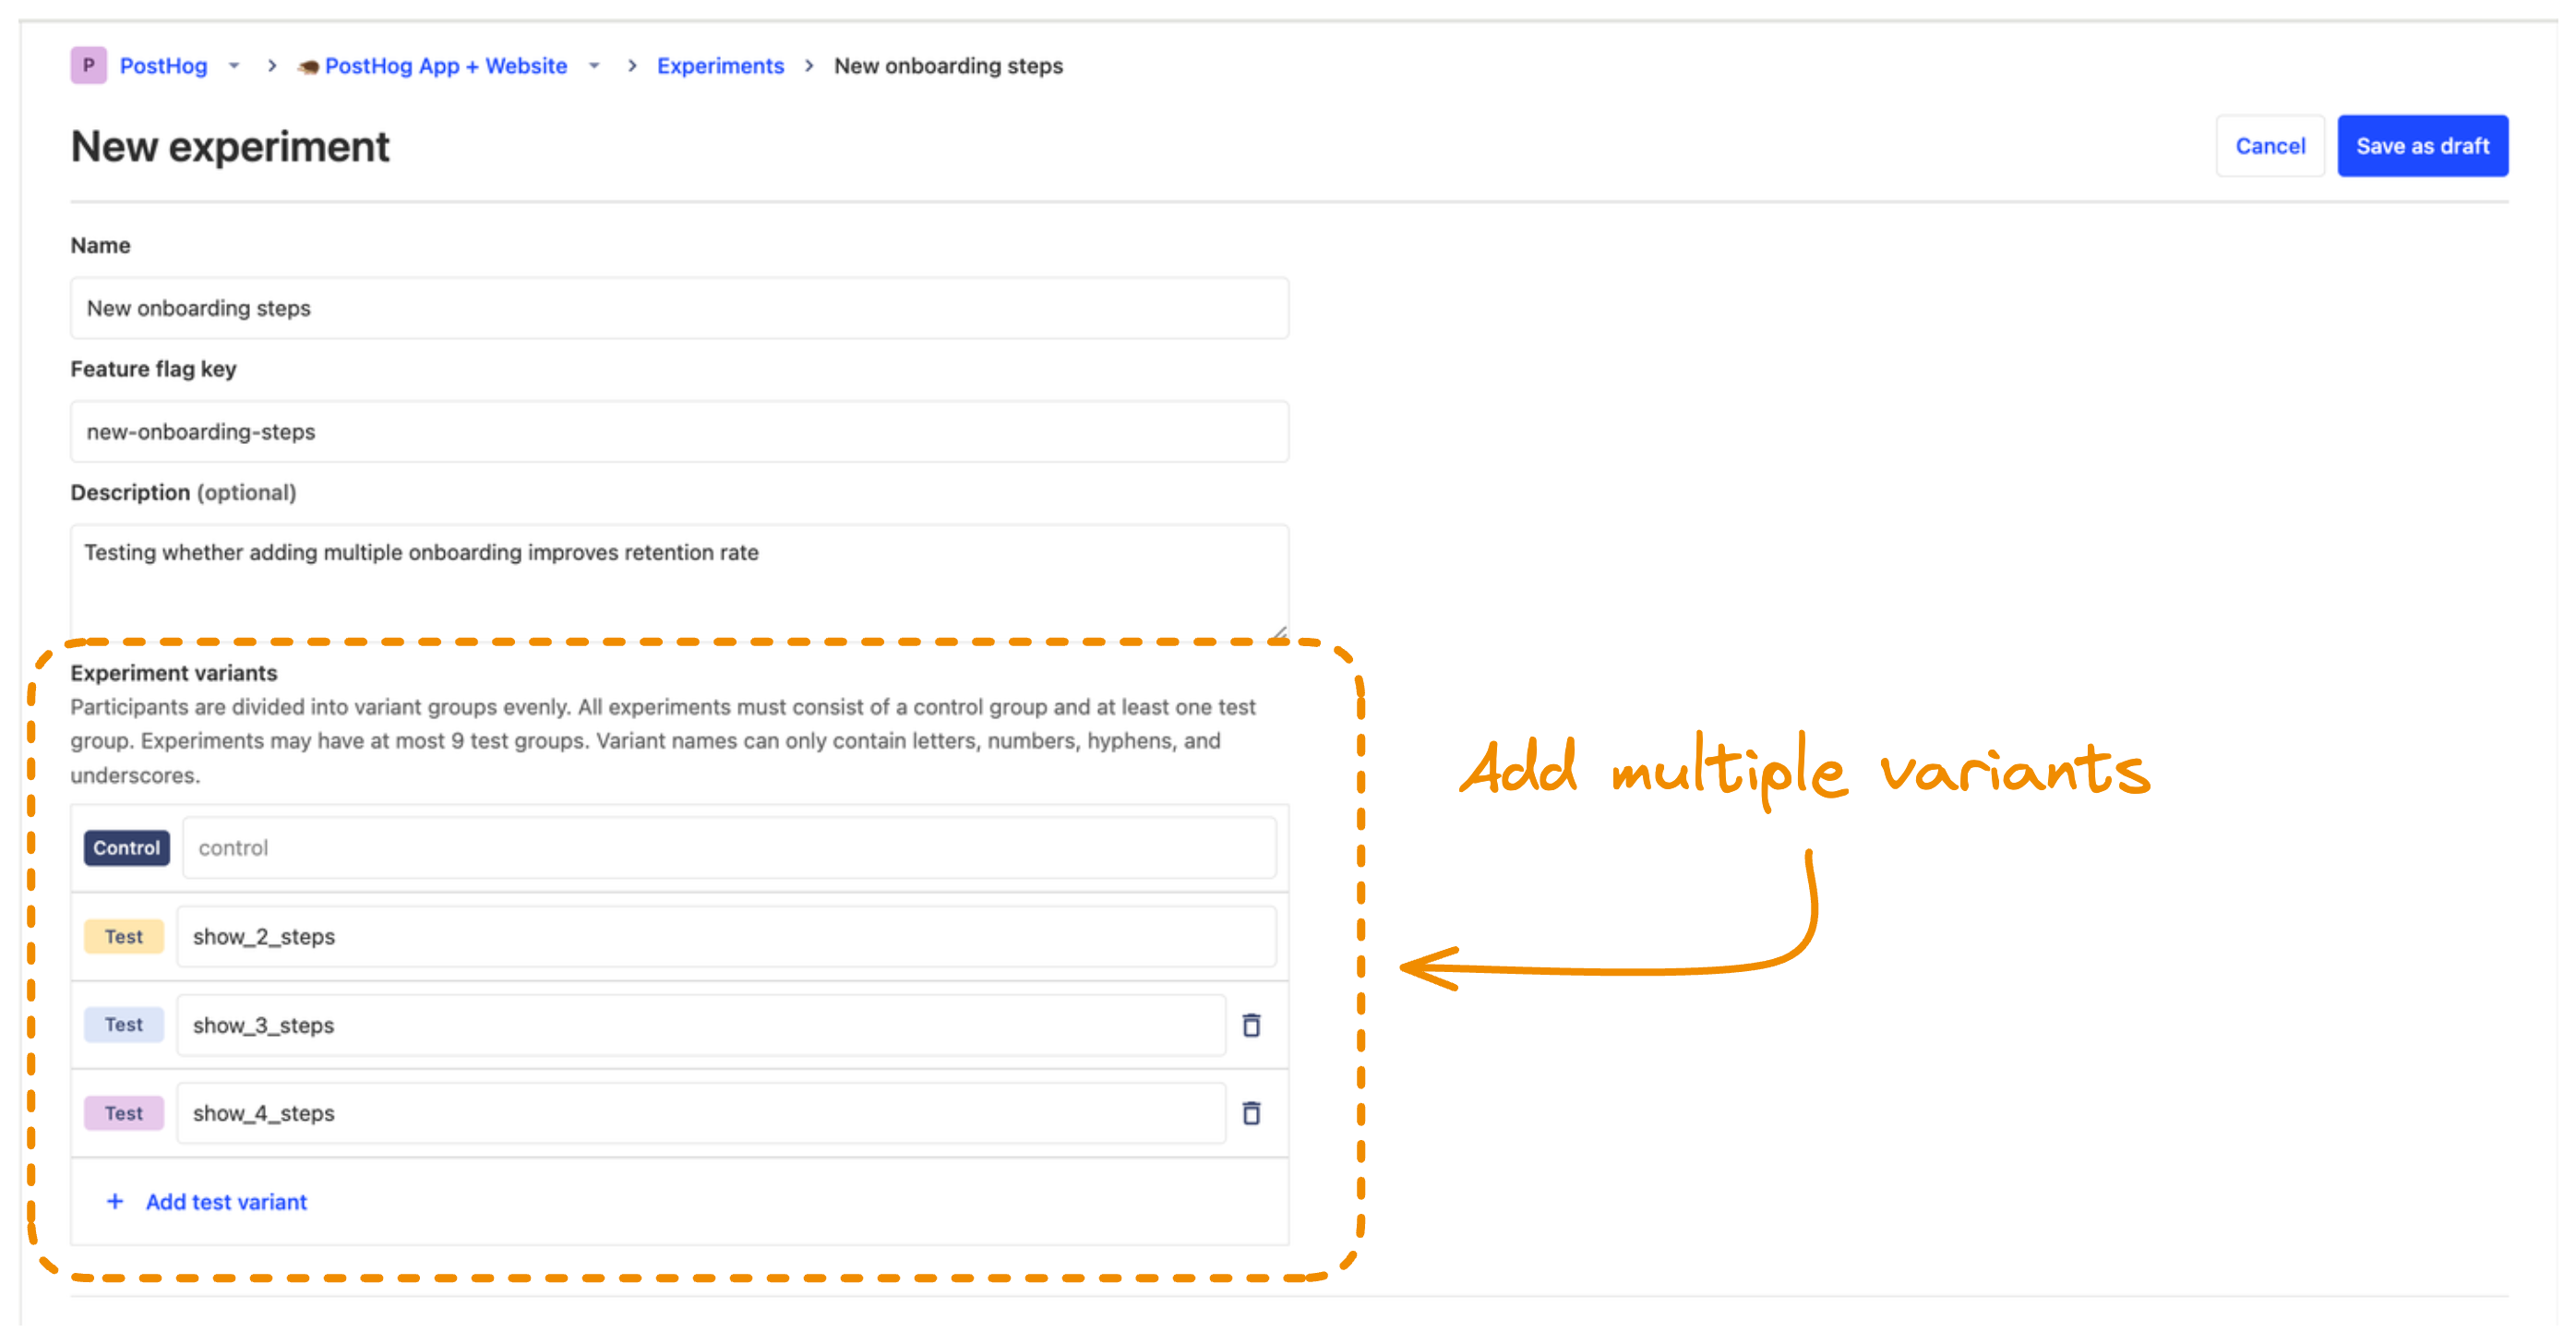 P PostHog > PostHog App + Website > Experiments > New onboarding steps
New experiment
Cancel
Save as draft
Name
New onboarding steps
Feature flag key
new-onboarding-steps
Description (optional)
Testing whether adding multiple onboarding improves retention rate
Experiment variants
Participants are divided into variant groups evenly. All experiments must consist of a control group and at least one test
group. Experiments may have at most 9 test groups. Variant names can only contain letters, numbers, hyphens, and
underscores.
Control control
Test show_2_steps
Test show_3_steps
Test show_4_steps
+ Add test variant
Add multiple variants